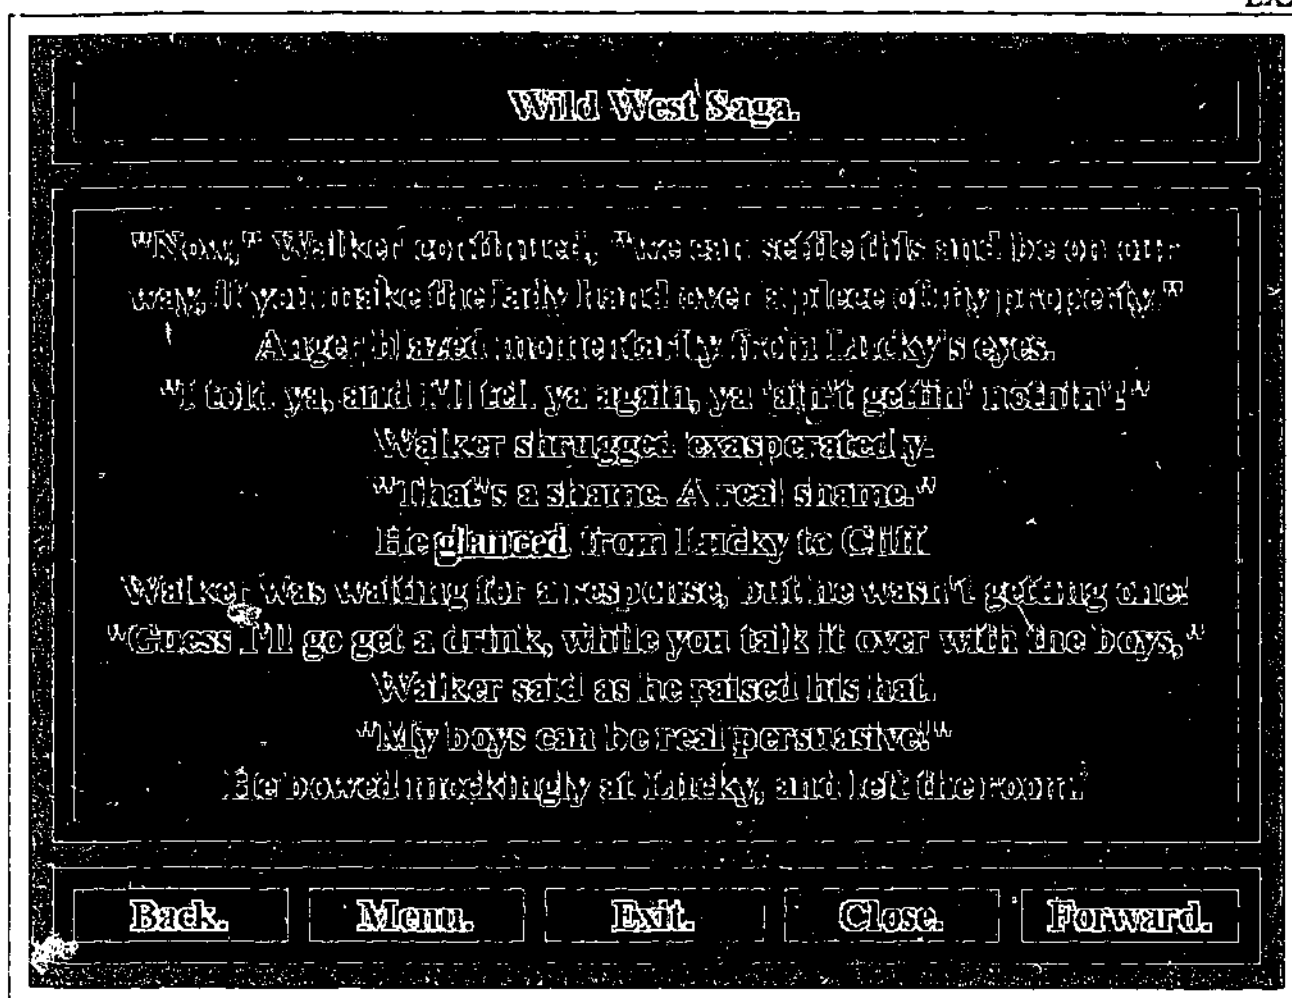 Wild West Saga.
"Now," Walker continued, "we can settle this and be on our
way, if you make the lady hand over a piece of my property."
Anger blazed momentarily from Lucky's eyes.
"I told ya, and I'll tell ya again, ya 'ain't gettin' nothin'!"
Walker shrugged exasperatedly.
"That's a shame. A real shame."
He glanced from Lucky to Cliff.
Walker was waiting for a response, but he wasn't getting one.
"Guess I'll go get a drink, while you talk it over with the boys,"
Walker said as he raised his hat.
"My boys can be real persuasive!"
He bowed mockingly at Lucky, and left the room.
Back.
Menu.
Exit.
Close.
Forward.